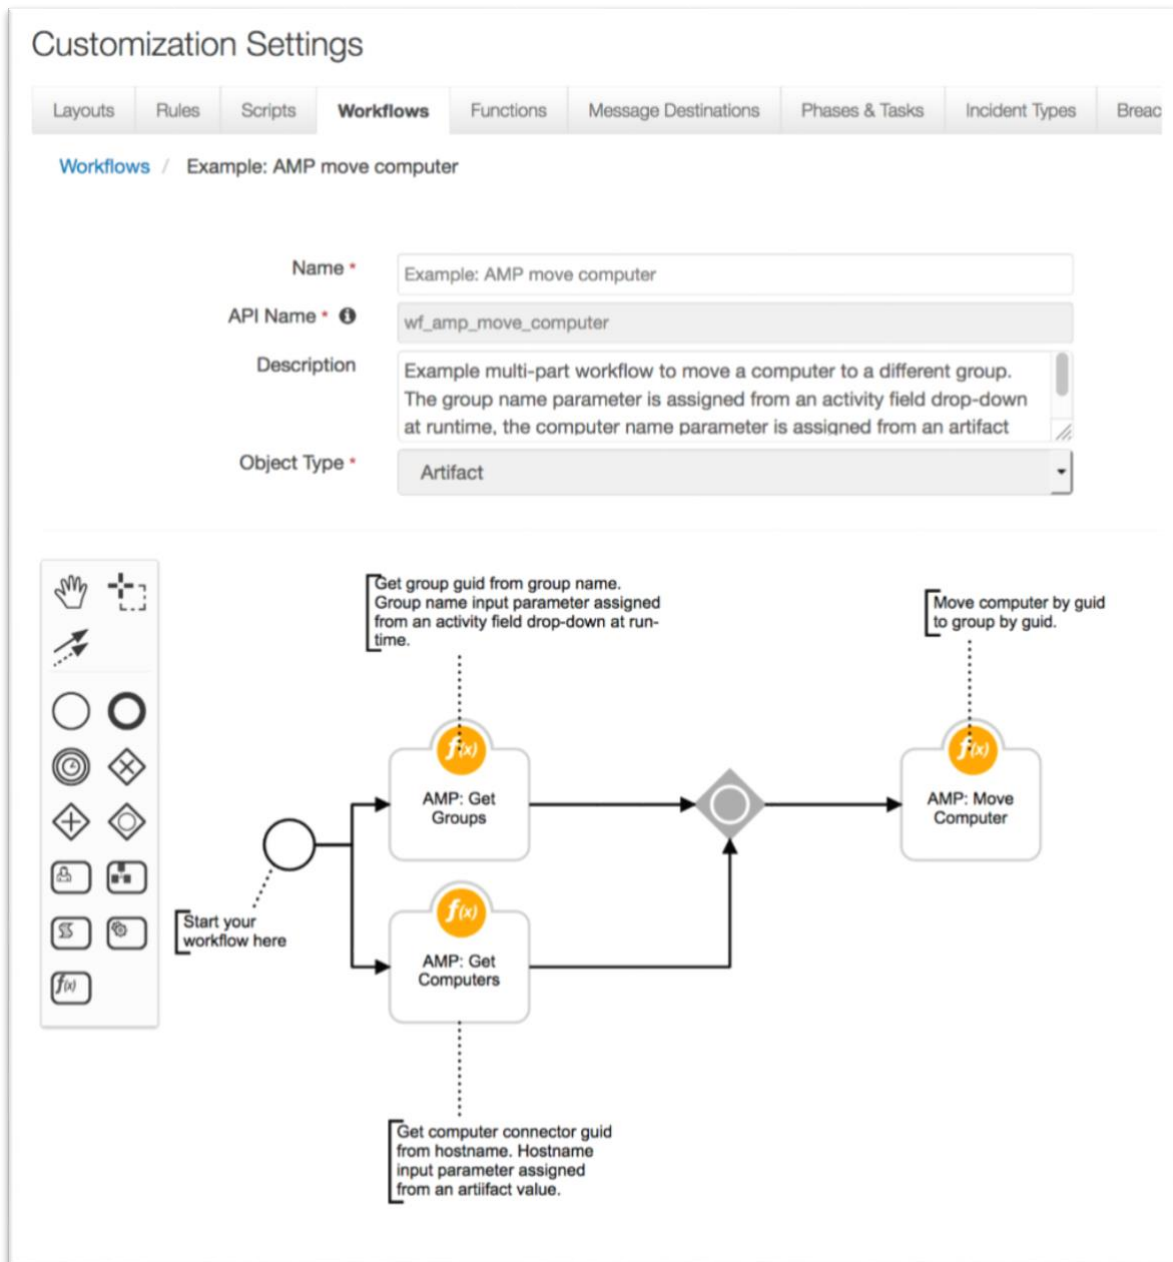 Customization Settings
Layouts Rules Scripts Workflows Functions Message Destinations Phases & Tasks Incident Types Breac
Workflows / Example: AMP move computer
Name *
Example: AMP move computer
API Name *
wf_amp_move_computer
Description
Example multi-part workflow to move a computer to a different group.
The group name parameter is assigned from an activity field drop-down
at runtime, the computer name parameter is assigned from an artifact
Object Type *
Artifact
Get group guid from group name.
Group name input parameter assigned
from an activity field drop-down at run-
time.
Move computer by guid
to group by guid.
f(x)
AMP: Get
Groups
f(x)
AMP: Move
Computer
Start your
workflow here
f(x)
AMP: Get
Computers
f(x)
Get computer connector guid
from hostname. Hostname
input parameter assigned
from an artiifact value.